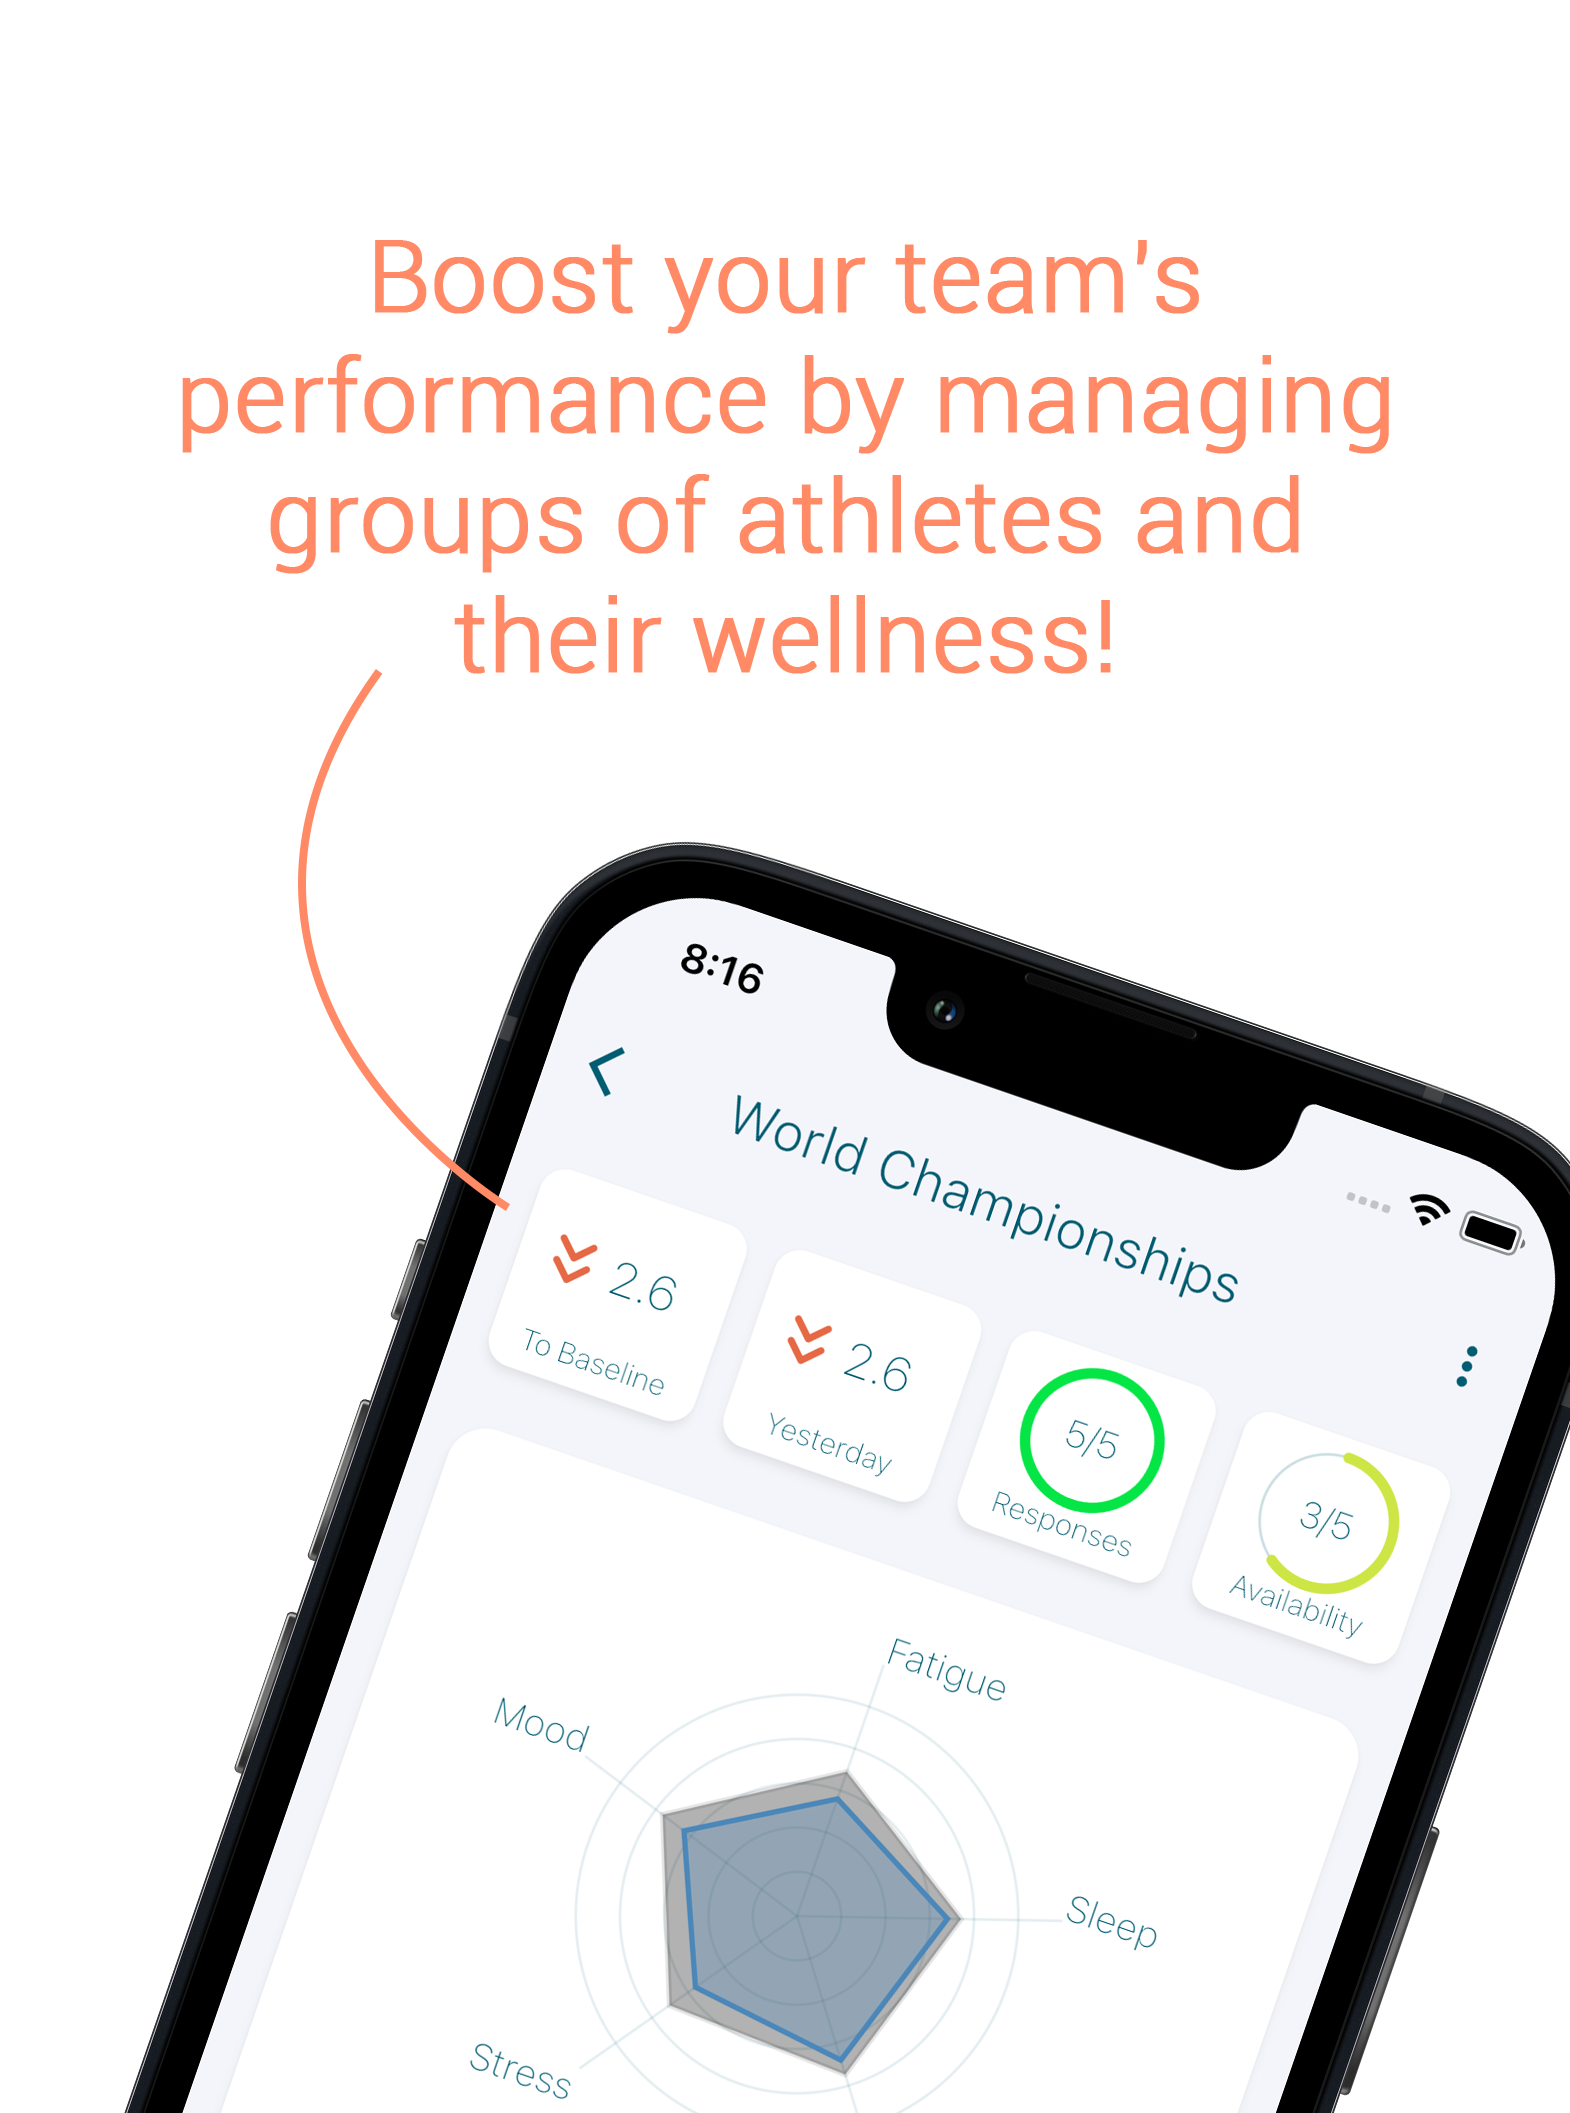 Boost your team's
performance by managing
groups of athletes and
their wellness!
8:16
World Championships
2.6
To Baseline
2.6
Yesterday
5/5
Responses
3/5
Availability
Fatigue
Mood
Sleep
Stress